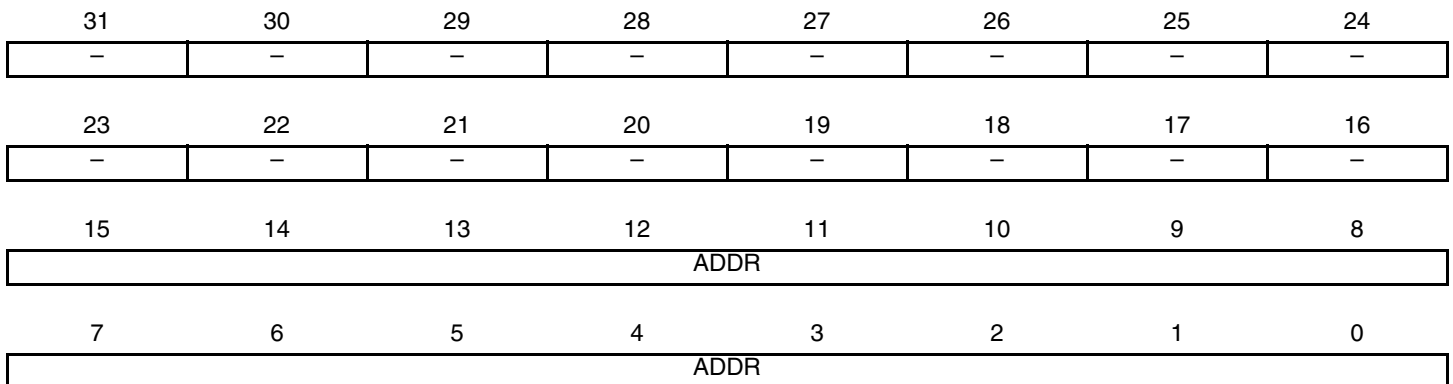 31 30 29 28 27 26 25 24
– – – – – – – –
23 22 21 20 19 18 17 16
– – – – – – – –
15 14 13 12 11 10 9 8
ADDR
7 6 5 4 3 2 1 0
ADDR